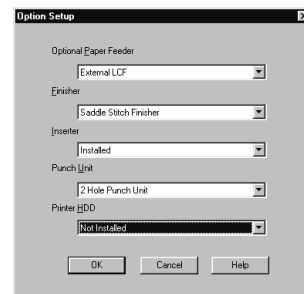 Option Setup
Optional Paper Feeder
External LCF
Finisher
Saddle Stitch Finisher
Inserter
Installed
Punch Unit
2 Hole Punch Unit
Printer HDD
Not Installed
OK Cancel Help